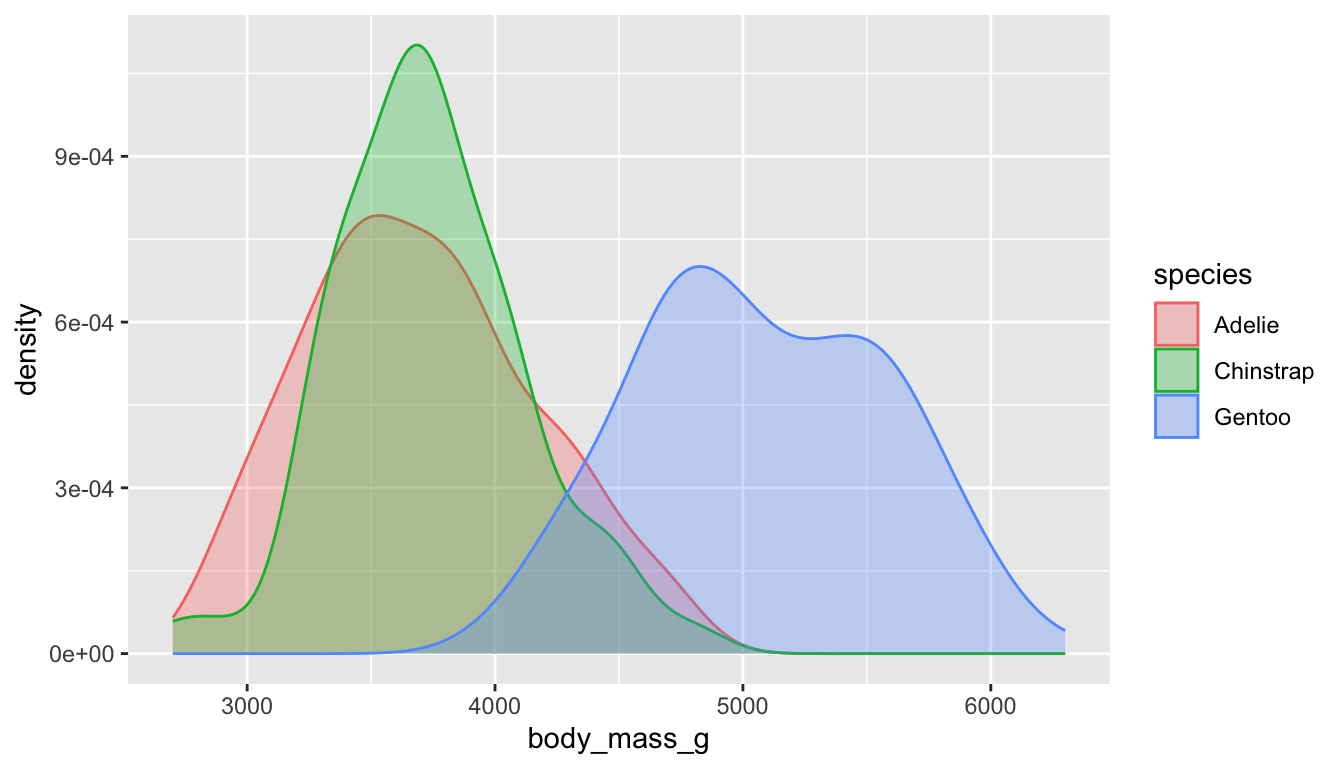 density
9e-04
6e-04
3e-04
0e+00
3000 4000 5000 6000
body_mass_g
species
Adelie
Chinstrap
Gentoo